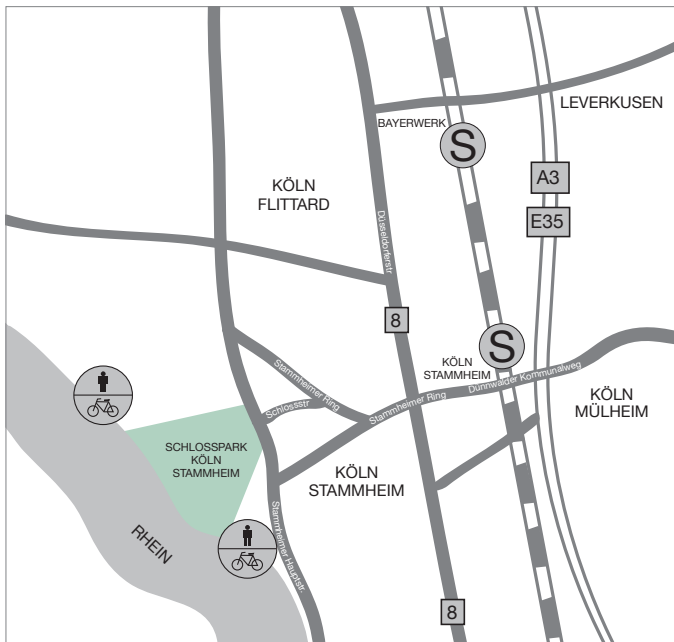 LEVERKUSEN
BAYERWERK
S
A3
KÖLN
FLITTARD
E35
Düsseldorferstr.
8
S
KÖLN
STAMMHEIM
Dünnwalder Kommunalweg
Stammheimer Ring
Stammheimer Ring
Schlossstr
KÖLN
MÜLHEIM
SCHLOSSPARK
KÖLN
STAMMHEIM
KÖLN
STAMMHEIM
RHEIN
Stammheimer Hauptstr.
8